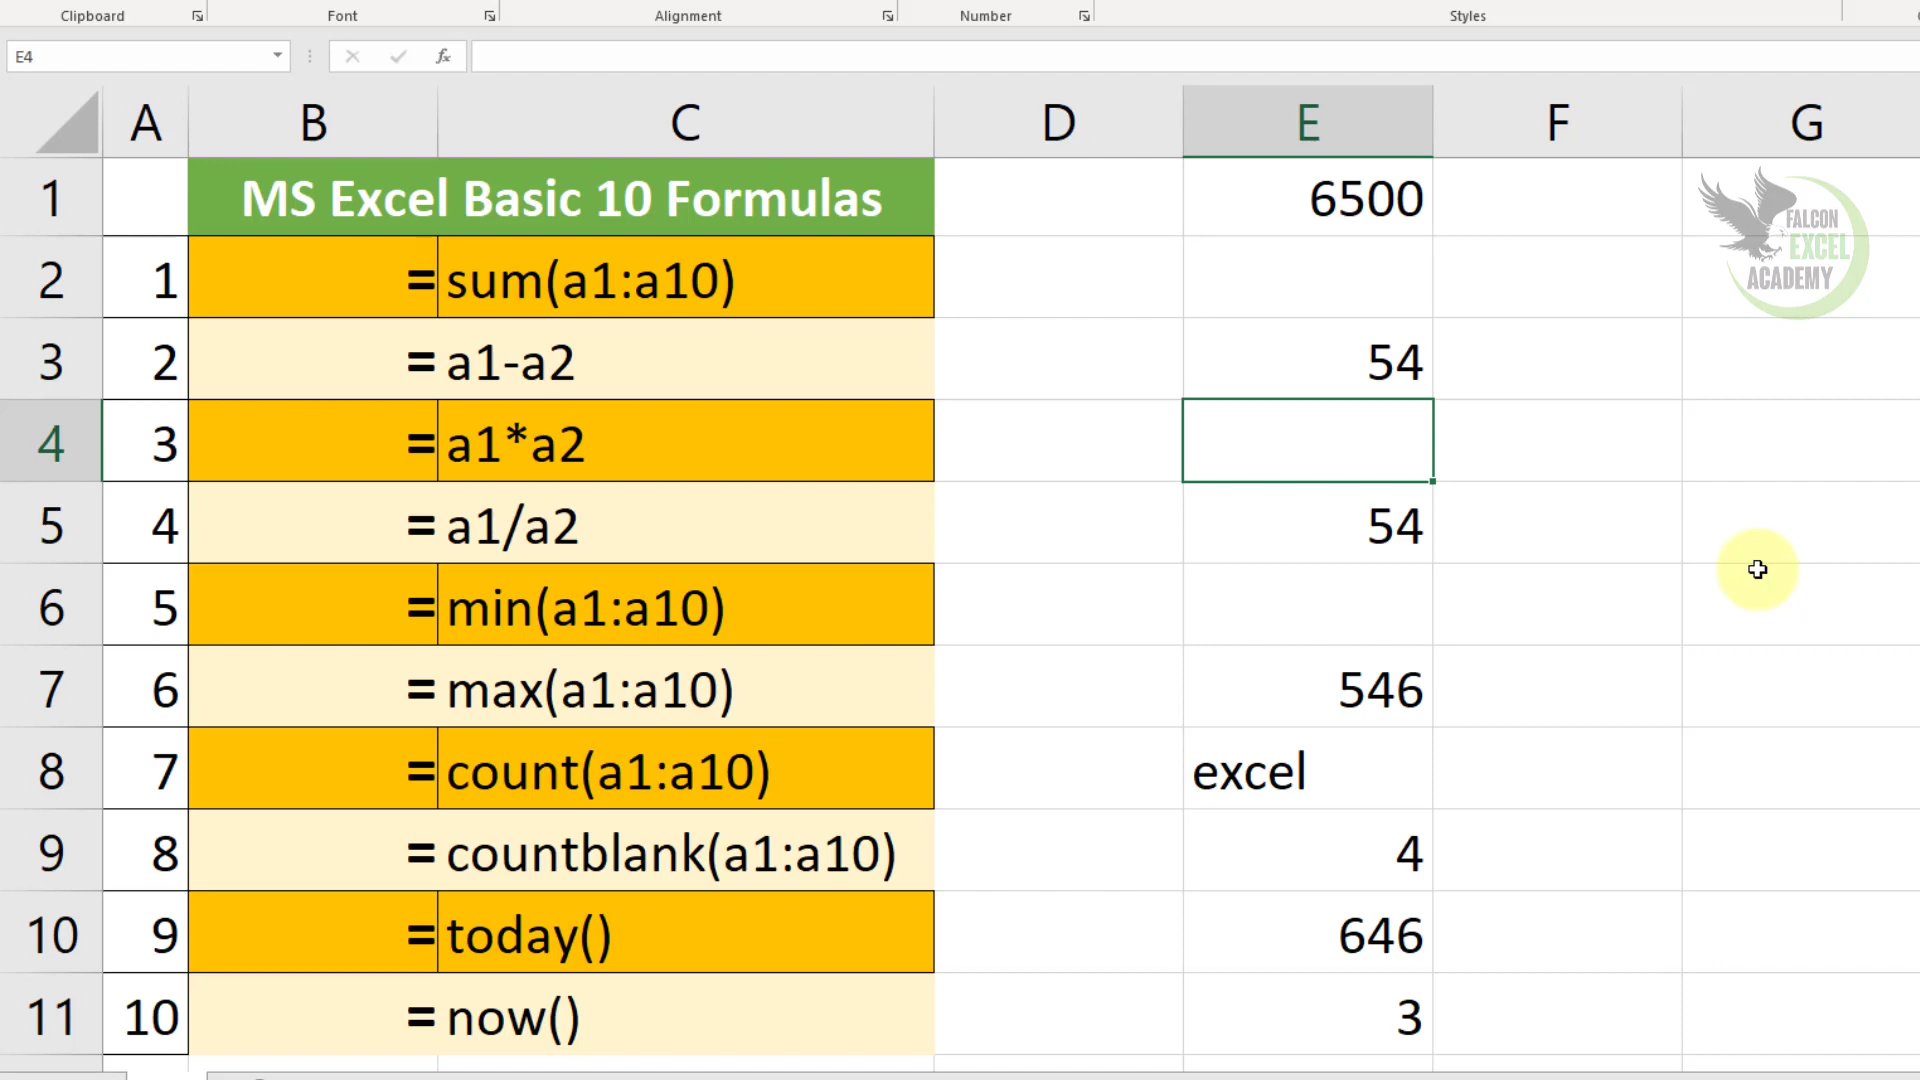 Clipboard Font Alignment Number Styles
E4 fx
A B C D E F G
1 MS Excel Basic 10 Formulas 6500
FALCON
EXCEL
ACADEMY
2 1 = sum(a1:a10)
3 2 = a1-a2 54
4 3 = a1*a2
5 4 = a1/a2 54
6 5 = min(a1:a10)
7 6 = max(a1:a10) 546
8 7 = count(a1:a10) excel
9 8 = countblank(a1:a10) 4
10 9 = today() 646
11 10 = now() 3